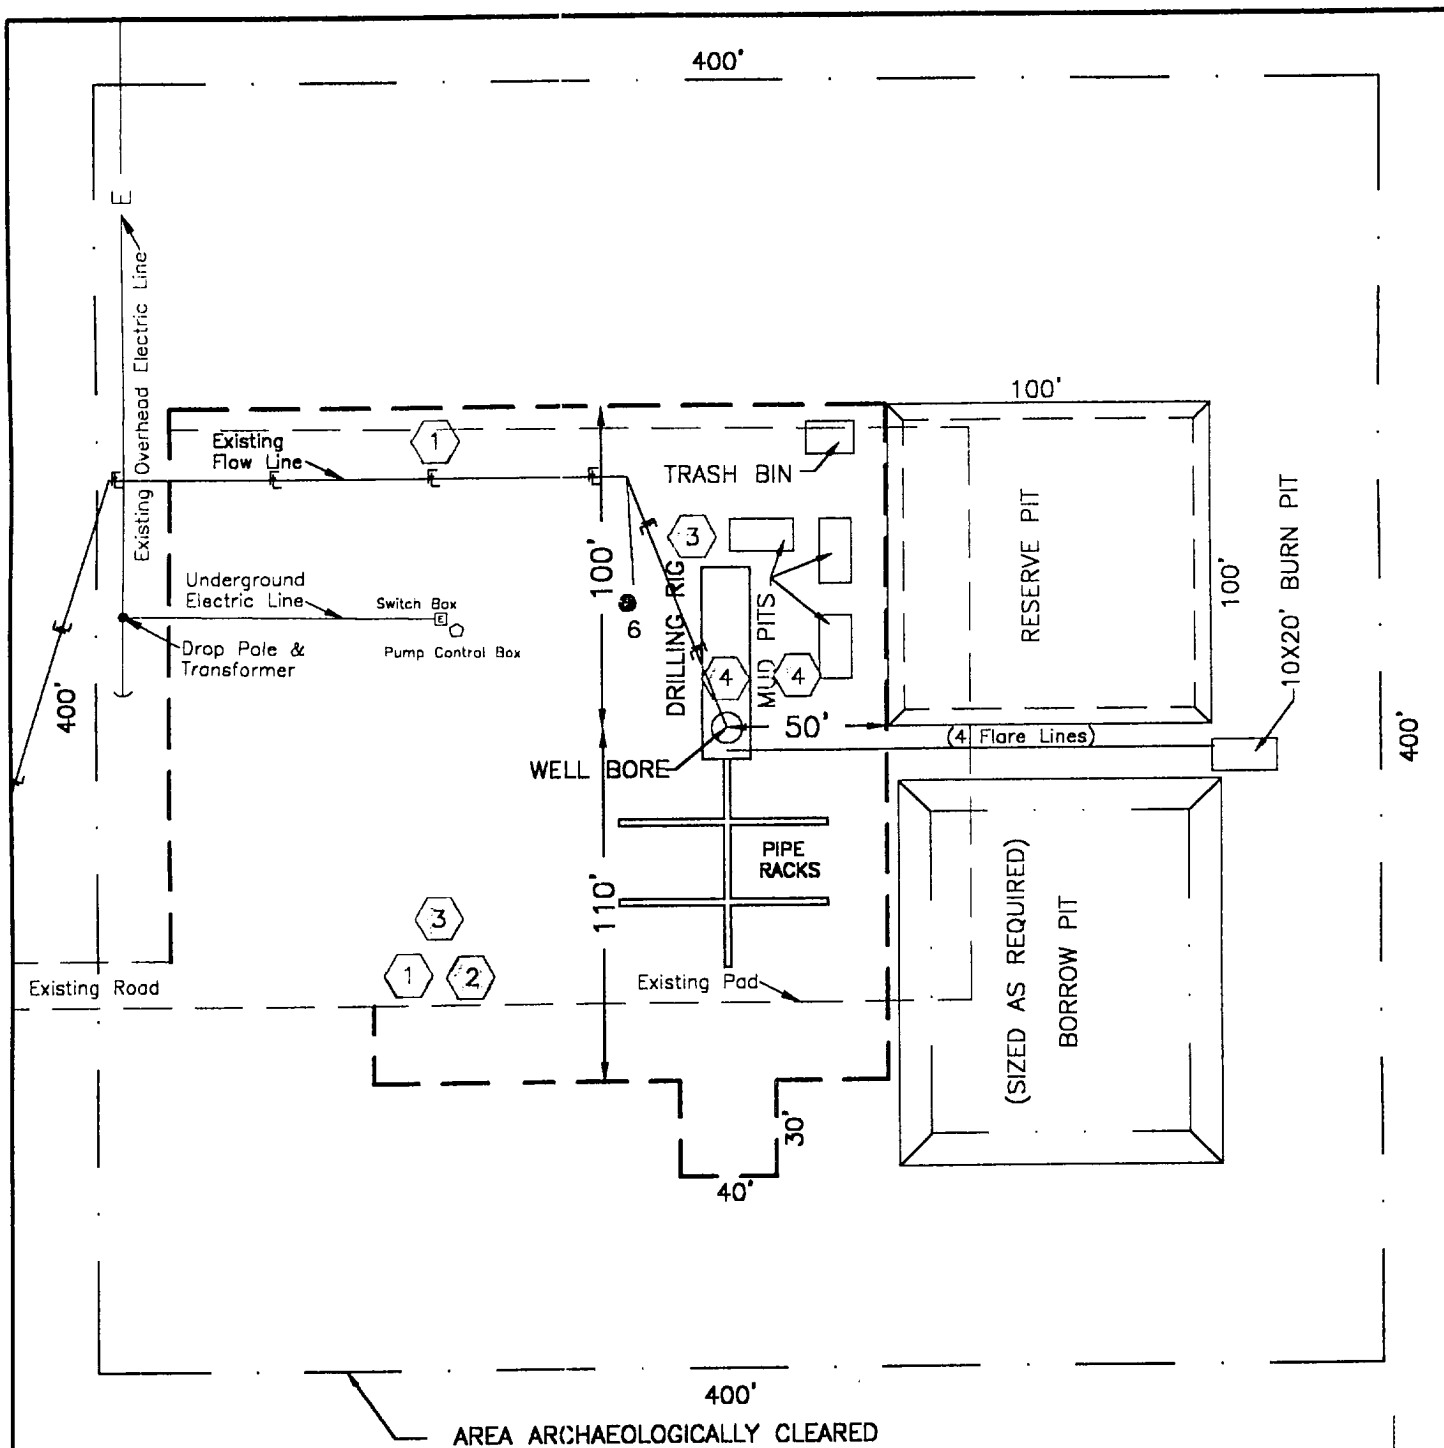 400'
E
Existing Overhead Electric Line
100'
1
Existing
Flow Line
TRASH BIN
3
RESERVE PIT
100'
10X20' BURN PIT
100'
DRILLING RIG
MUD PITS
Underground
Electric Line
Switch Box
E
6
Pump Control Box
Drop Pole &
Transformer
4
4
400'
50'
(4 Flare Lines)
400'
WELL BORE
PIPE
RACKS
110'
(SIZED AS REQUIRED)
BORROW PIT
3
1
2
Existing Road
Existing Pad
30'
40'
400'
AREA ARCHAEOLOGICALLY CLEARED